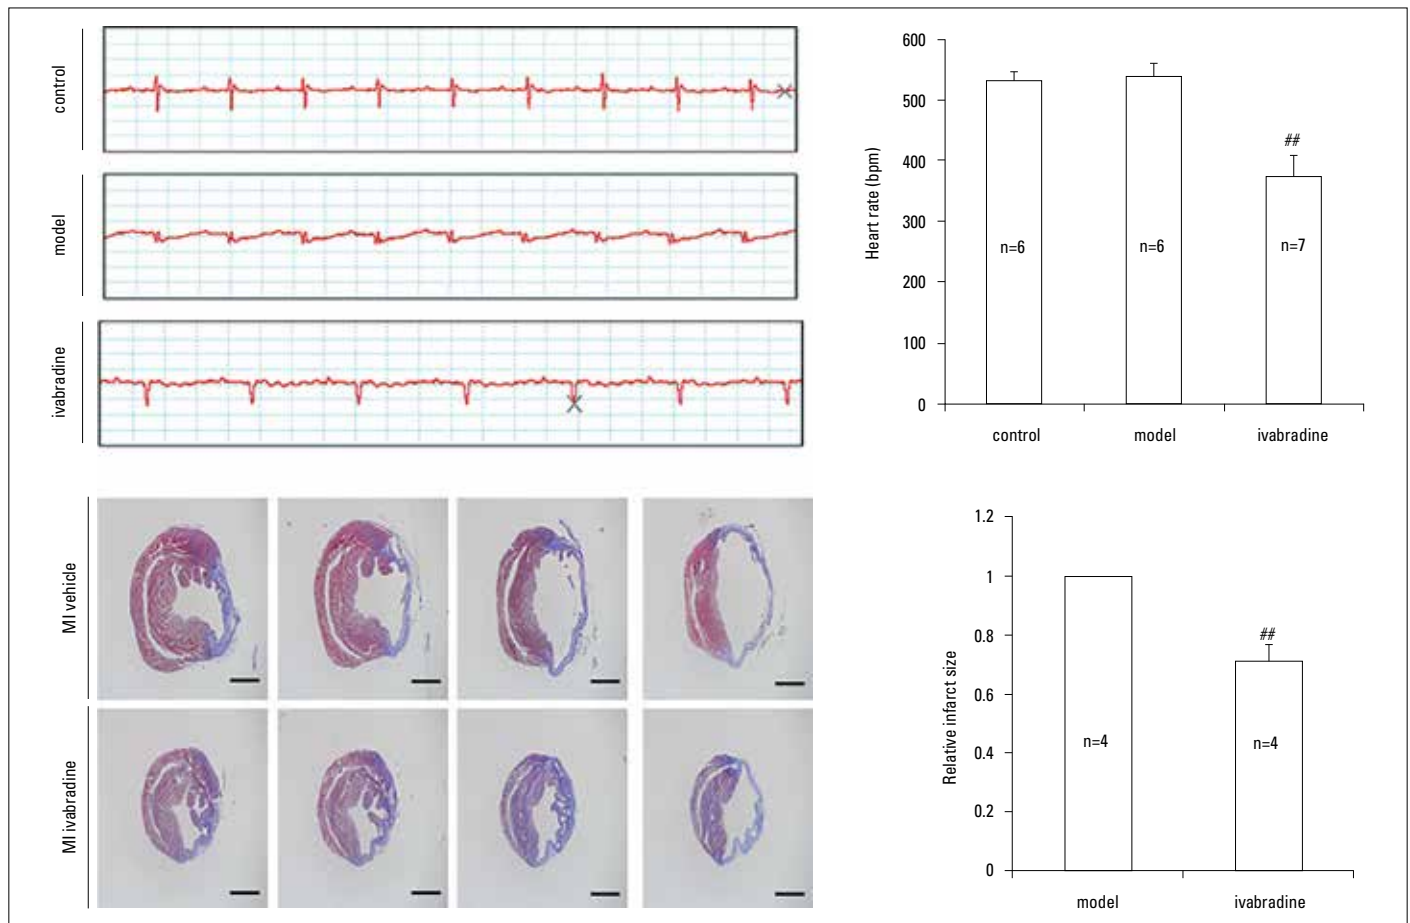 control
model
ivabradine
Heart rate (bpm)
600
500
400
300
200
100
0
n=6
n=6
##
n=7
control
model
ivabradine
MI vehicle
MI ivabradine
Relative infarct size
1.2
1
0.8
0.6
0.4
0.2
0
n=4
##
n=4
model
ivabradine